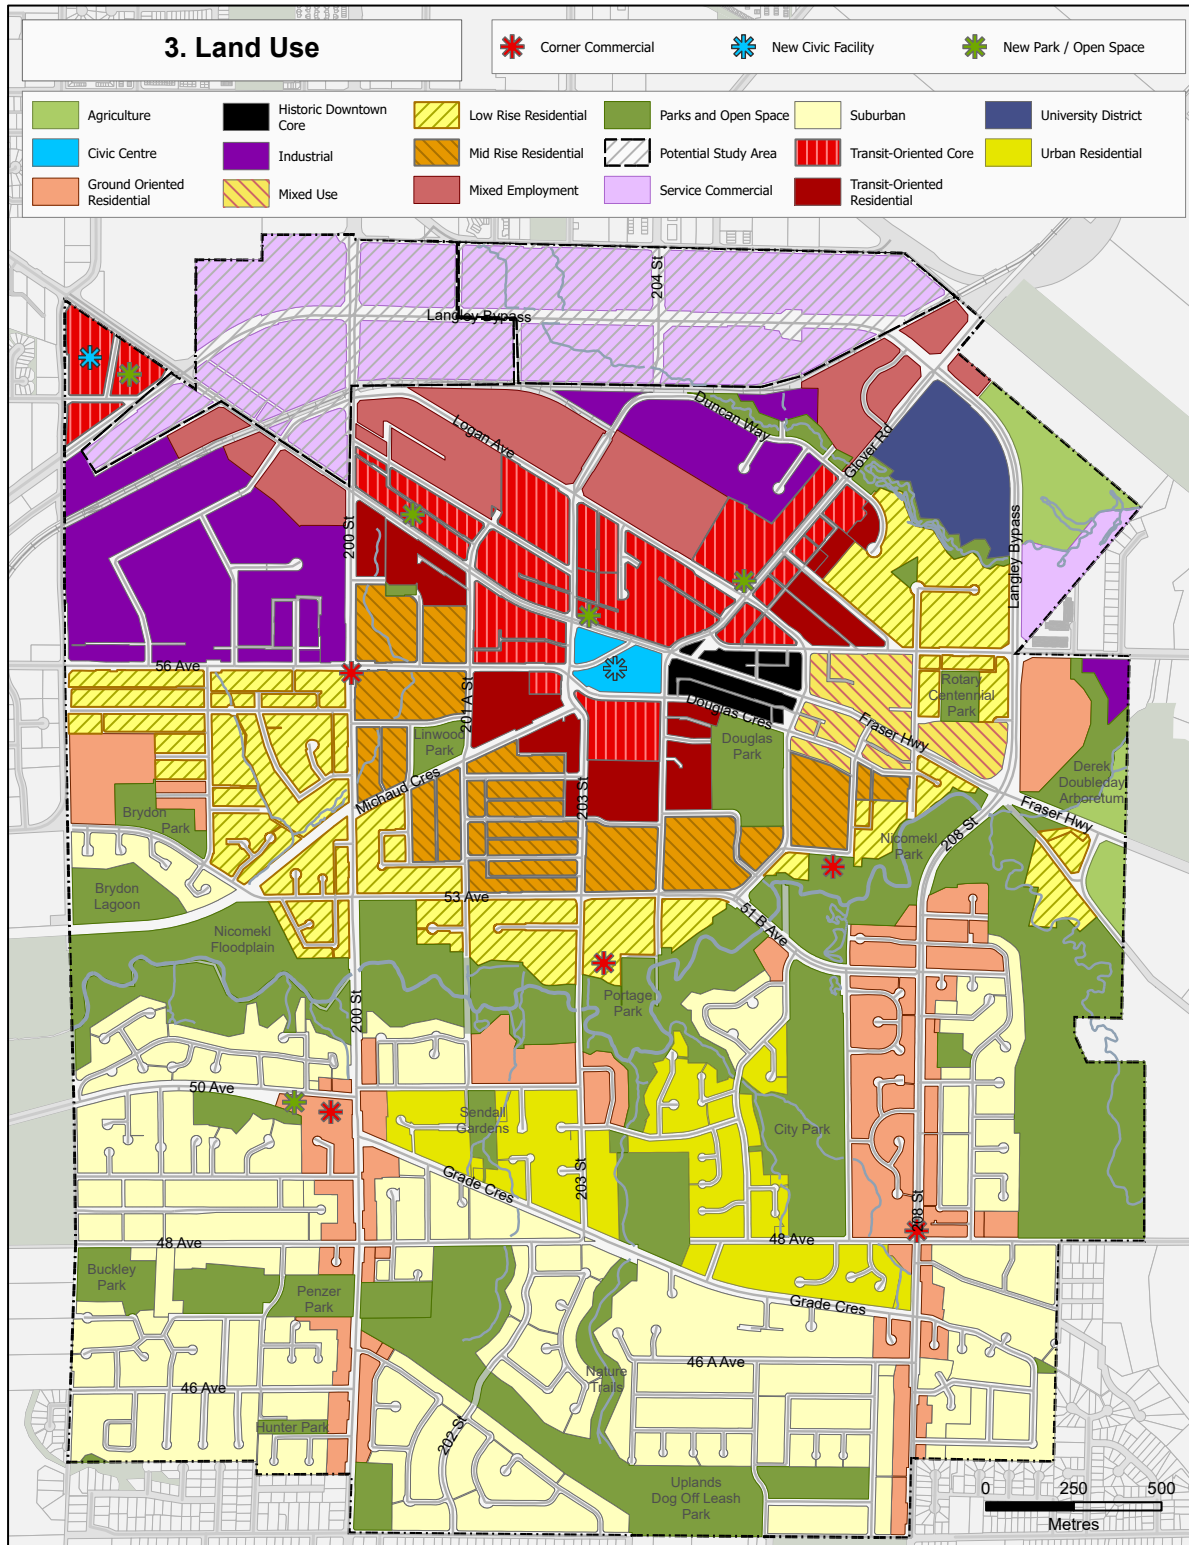 3. Land Use
Corner Commercial
New Civic Facility
New Park / Open Space
Agriculture
Historic Downtown
Core
Low Rise Residential
Parks and Open Space
Suburban
University District
Civic Centre
Industrial
Mid Rise Residential
Potential Study Area
Transit-Oriented Core
Urban Residential
Ground Oriented
Residential
Mixed Use
Mixed Employment
Service Commercial
Transit-Oriented
Residential
204 St
Langley Bypass
Duncan Way
Logan Ave
Glover Rd
200 St
Langley Bypass
56 Ave
201 A St
Rotary
Centennial
Park
Douglas Cres
Fraser Hwy
Linwood
Park
Douglas
Park
Derek
Doubleday
Arboretum
Michaud Cres
203 St
Fraser Hwy
Brydon
Park
208 St
Nicomekl
Park
Brydon
Lagoon
53 Ave
51 B Ave
Nicomekl
Floodplain
Portage
Park
200 St
50 Ave
Sendall
Gardens
City Park
Grade Cres
203 St
208 St
48 Ave
48 Ave
Buckley
Park
Penzer
Park
Grade Cres
46 A Ave
Nature
Trails
46 Ave
Hunter Park
202 St
Uplands
Dog Off Leash
Park
0 250 500
Metres